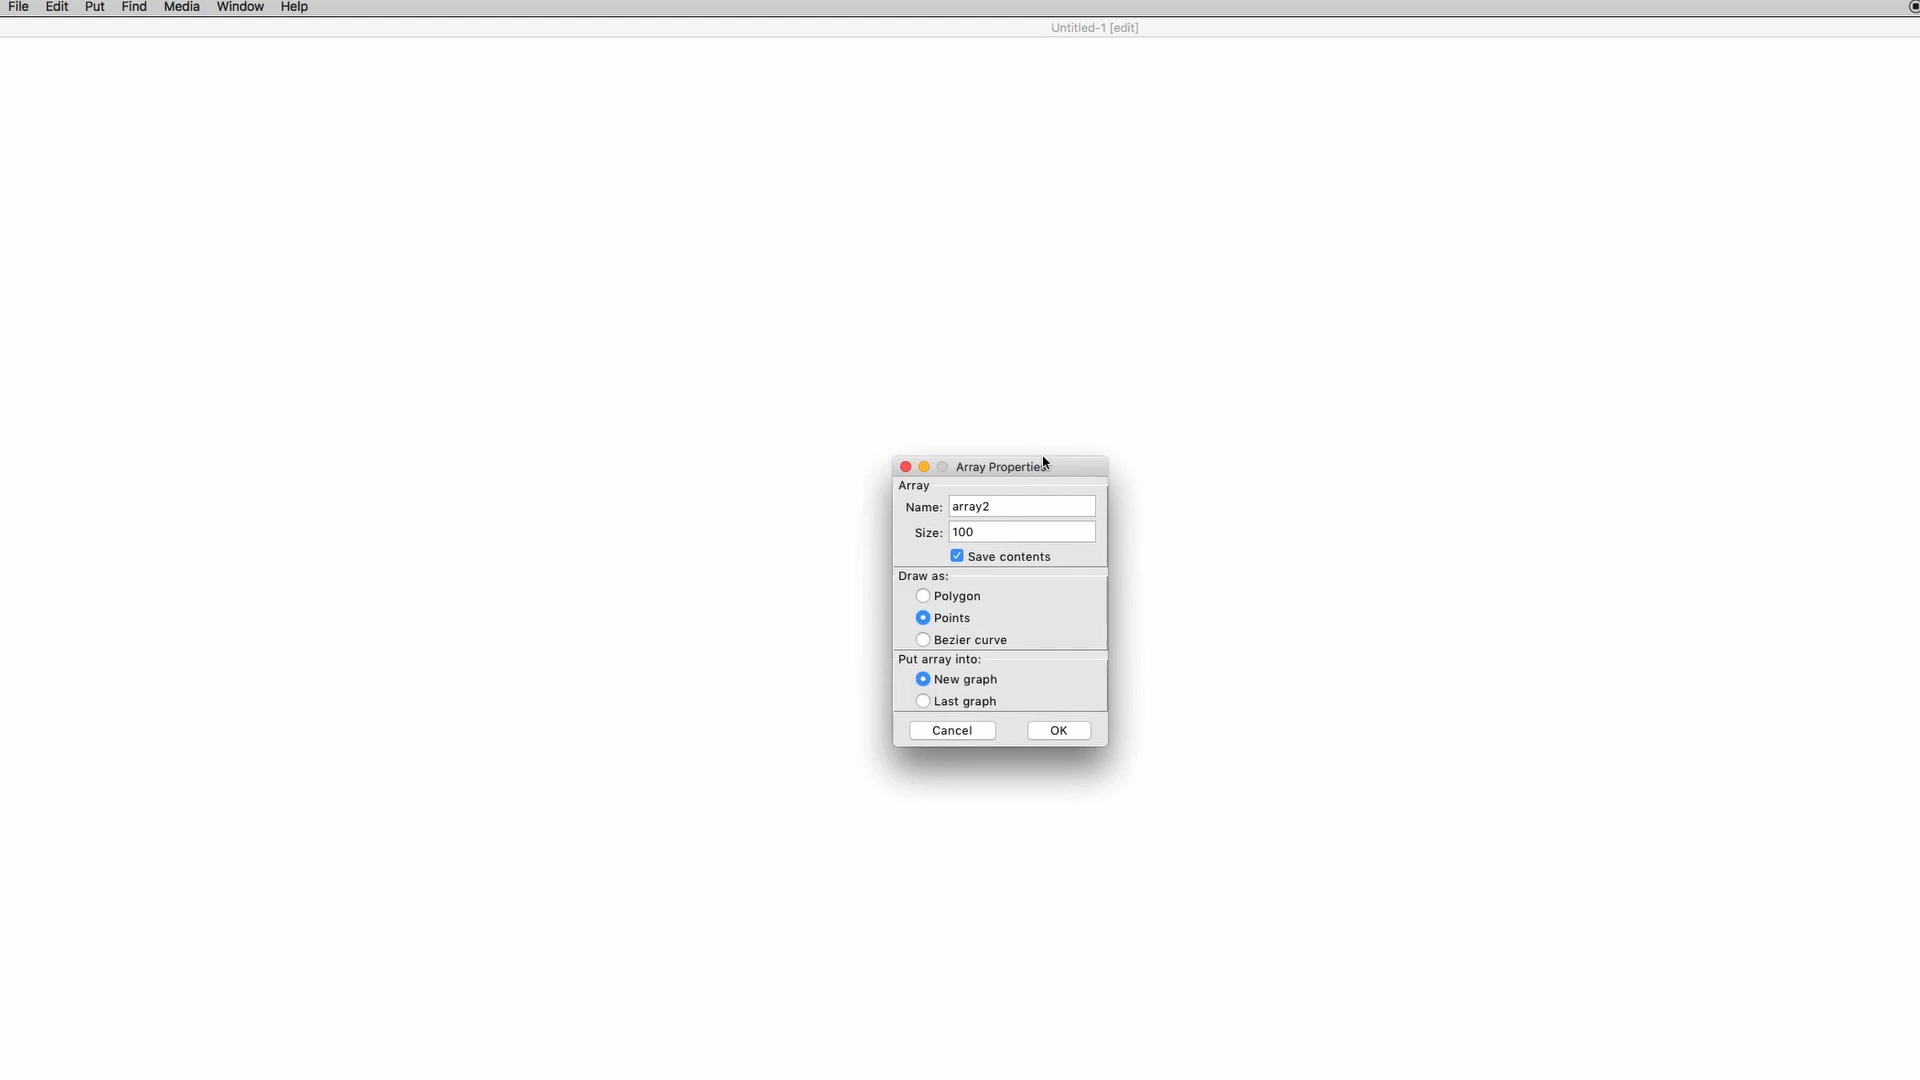 File Edit Put Find Media Window Help
Untitled-1 [edit]
Array Properties
Array
Name: array2
Size: 100
Save contents
Draw as:
Polygon
Points
Bezier curve
Put array into:
New graph
Last graph
Cancel OK